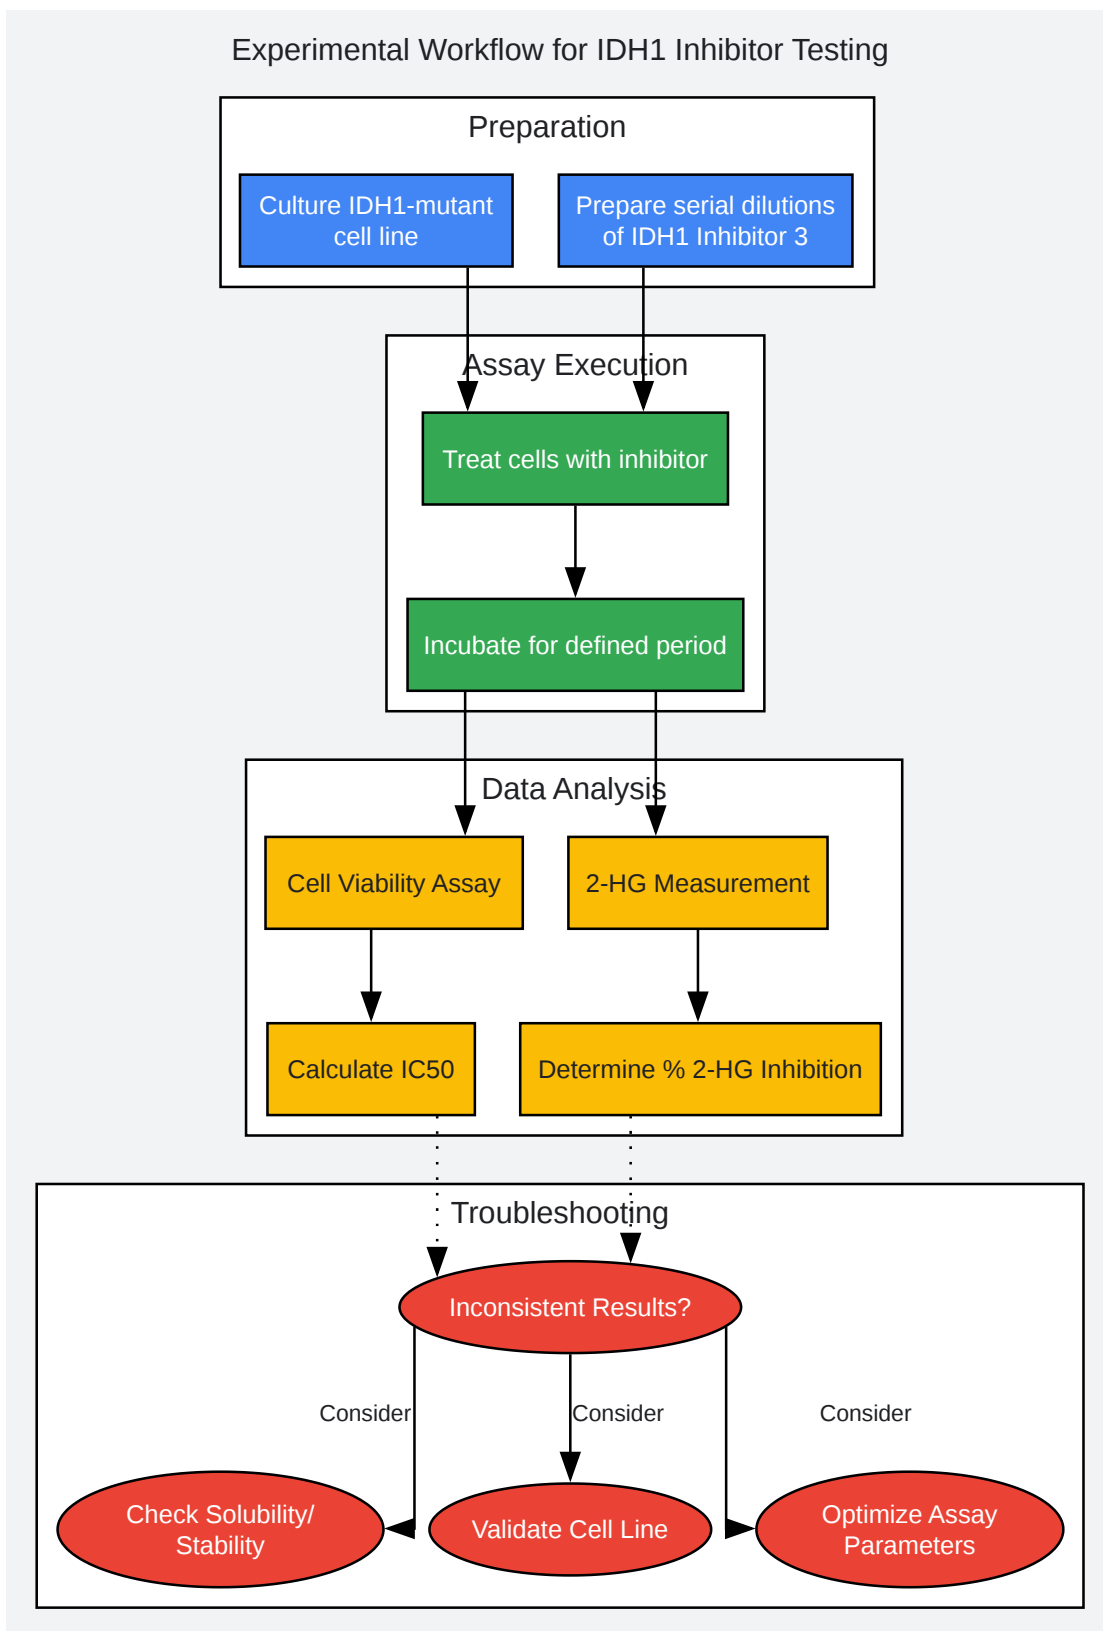 Experimental Workflow for IDH1 Inhibitor Testing
Preparation
Culture IDH1-mutant
cell line
Prepare serial dilutions
of IDH1 Inhibitor 3
Assay Execution
Treat cells with inhibitor
Incubate for defined period
Data Analysis
Cell Viability Assay
2-HG Measurement
Calculate IC50
Determine % 2-HG Inhibition
Troubleshooting
Inconsistent Results?
Consider
Consider
Consider
Check Solubility/
Stability
Validate Cell Line
Optimize Assay
Parameters